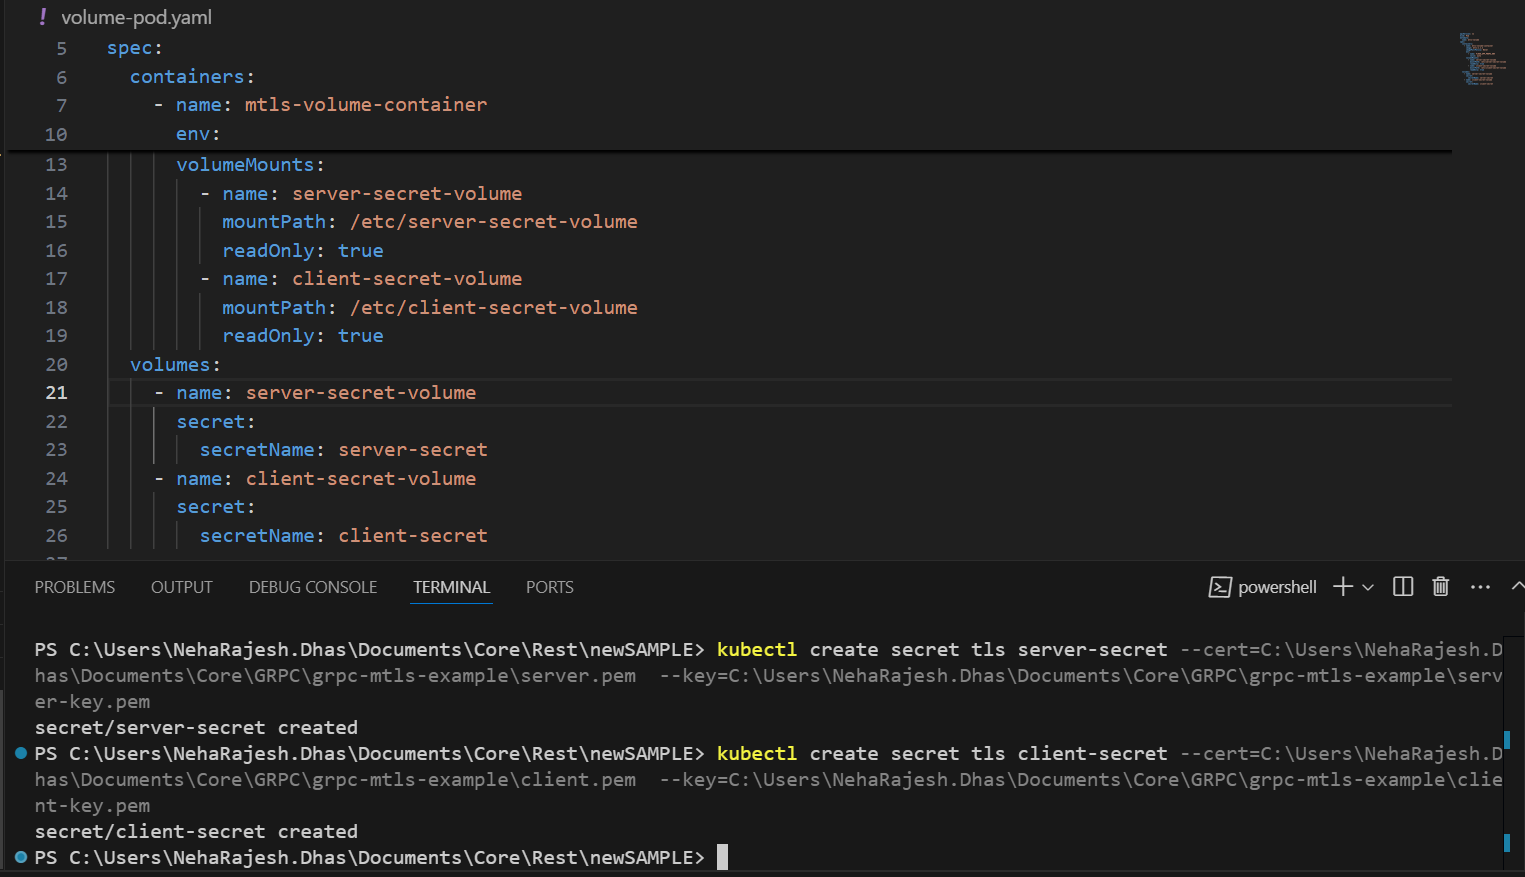 ! volume-pod.yaml
5 spec:
6 containers:
7 - name: mtls-volume-container
10 env:
13 volumeMounts:
14 - name: server-secret-volume
15 mountPath: /etc/server-secret-volume
16 readOnly: true
17 - name: client-secret-volume
18 mountPath: /etc/client-secret-volume
19 readOnly: true
20 volumes:
21 - name: server-secret-volume
22 secret:
23 secretName: server-secret
24 - name: client-secret-volume
25 secret:
26 secretName: client-secret
PROBLEMS OUTPUT DEBUG CONSOLE TERMINAL PORTS powershell
PS C:\Users\NehaRajesh.Dhas\Documents\Core\Rest\newSAMPLE> kubectl create secret tls server-secret --cert=C:\Users\NehaRajesh.D
has\Documents\Core\GRPC\grpc-mtls-example\server.pem --key=C:\Users\NehaRajesh.Dhas\Documents\Core\GRPC\grpc-mtls-example\serv
er-key.pem
secret/server-secret created
PS C:\Users\NehaRajesh.Dhas\Documents\Core\Rest\newSAMPLE> kubectl create secret tls client-secret --cert=C:\Users\NehaRajesh.D
has\Documents\Core\GRPC\grpc-mtls-example\client.pem --key=C:\Users\NehaRajesh.Dhas\Documents\Core\GRPC\grpc-mtls-example\clie
nt-key.pem
secret/client-secret created
PS C:\Users\NehaRajesh.Dhas\Documents\Core\Rest\newSAMPLE>